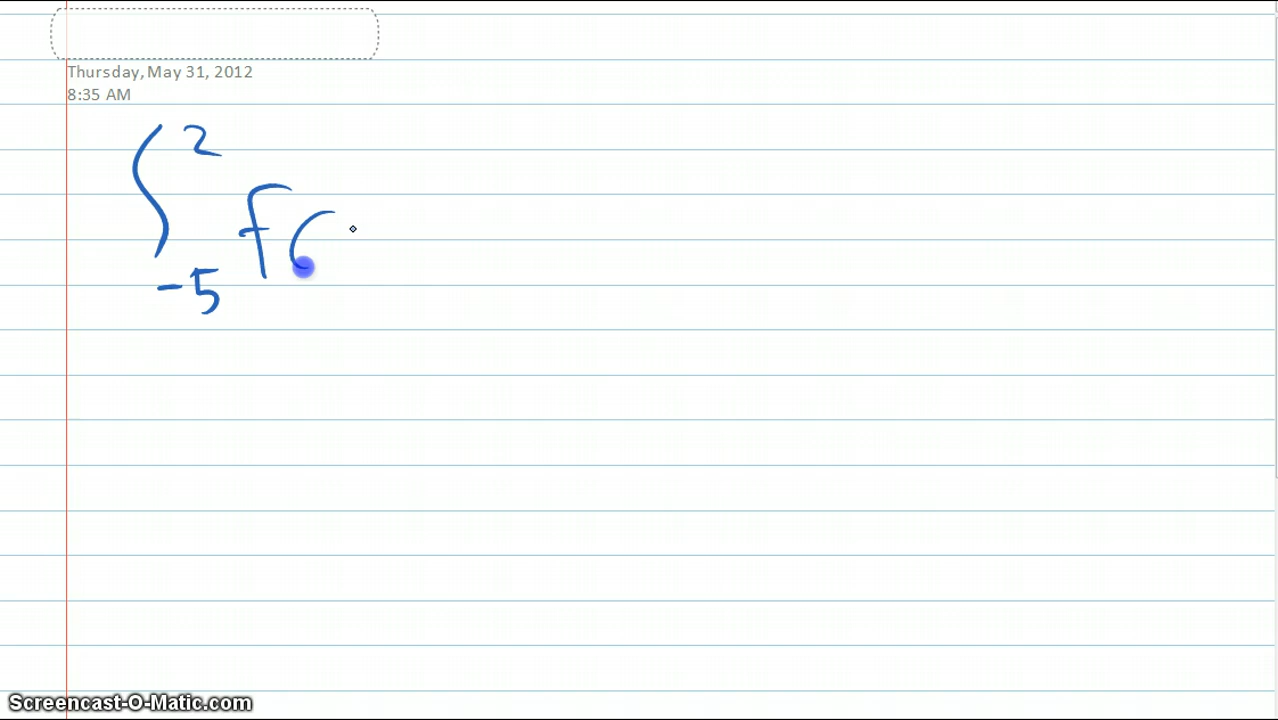 Thursday, May 31, 2012
8:35 AM
∫ 2
f(
-5
Screencast-O-Matic.com